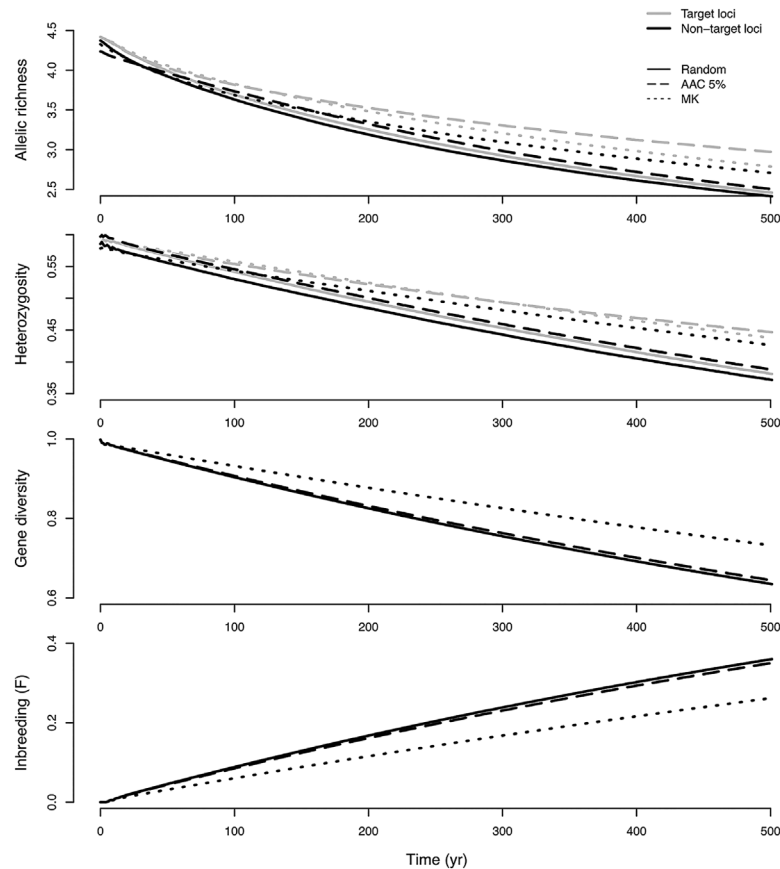 Target loci
Non-target loci
Random
AAC 5%
MK
Allelic richness
4.5
4.0
3.5
3.0
2.5
0 100 200 300 400 500
Heterozygosity
0.55
0.45
0.35
0 100 200 300 400 500
Gene diversity
1.0
0.8
0.6
0 100 200 300 400 500
Inbreeding (F)
0.4
0.2
0.0
0 100 200 300 400 500
Time (yr)